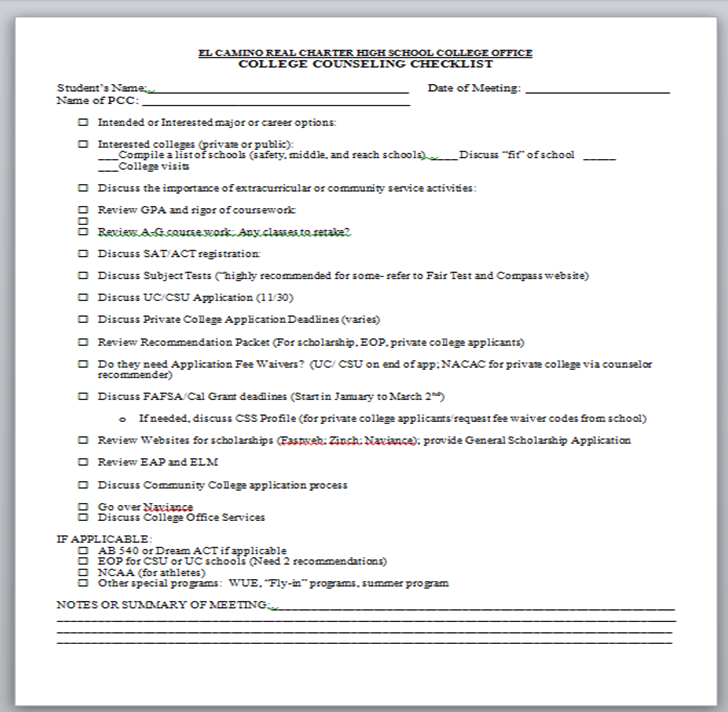 EL CAMINO REAL CHARTER HIGH SCHOOL COLLEGE OFFICE
COLLEGE COUNSELING CHECKLIST
Student's Name: Date of Meeting:
Name of PCC:
Intended or Interested major or career options:
Interested colleges (private or public):
___Compile a list of schools (safety, middle, and reach schools) ___Discuss "fit" of school _____
___College visits
Discuss the importance of extracurricular or community service activities:
Review GPA and rigor of coursework:
Review A-G course work: Any classes to retake?
Discuss SAT/ACT registration:
Discuss Subject Tests ("highly recommended for some- refer to Fair Test and Compass website)
Discuss UC/CSU Application (11/30)
Discuss Private College Application Deadlines (varies)
Review Recommendation Packet (For scholarship, EOP, private college applicants)
Do they need Application Fee Waivers? (UC/ CSU on end of app; NACAC for private college via counselor
recommender)
Discuss FAFSA/Cal Grant deadlines (Start in January to March 2nd)
o If needed, discuss CSS Profile (for private college applicants/request fee waiver codes from school)
Review Websites for scholarships (Fastweb; Zinch; Naviance); provide General Scholarship Application
Review EAP and ELM
Discuss Community College application process
Go over Naviance
Discuss College Office Services
IF APPLICABLE:
AB 540 or Dream ACT if applicable
EOP for CSU or UC schools (Need 2 recommendations)
NCAA (for athletes)
Other special programs: WUE, "Fly-in" programs, summer program
NOTES OR SUMMARY OF MEETING: